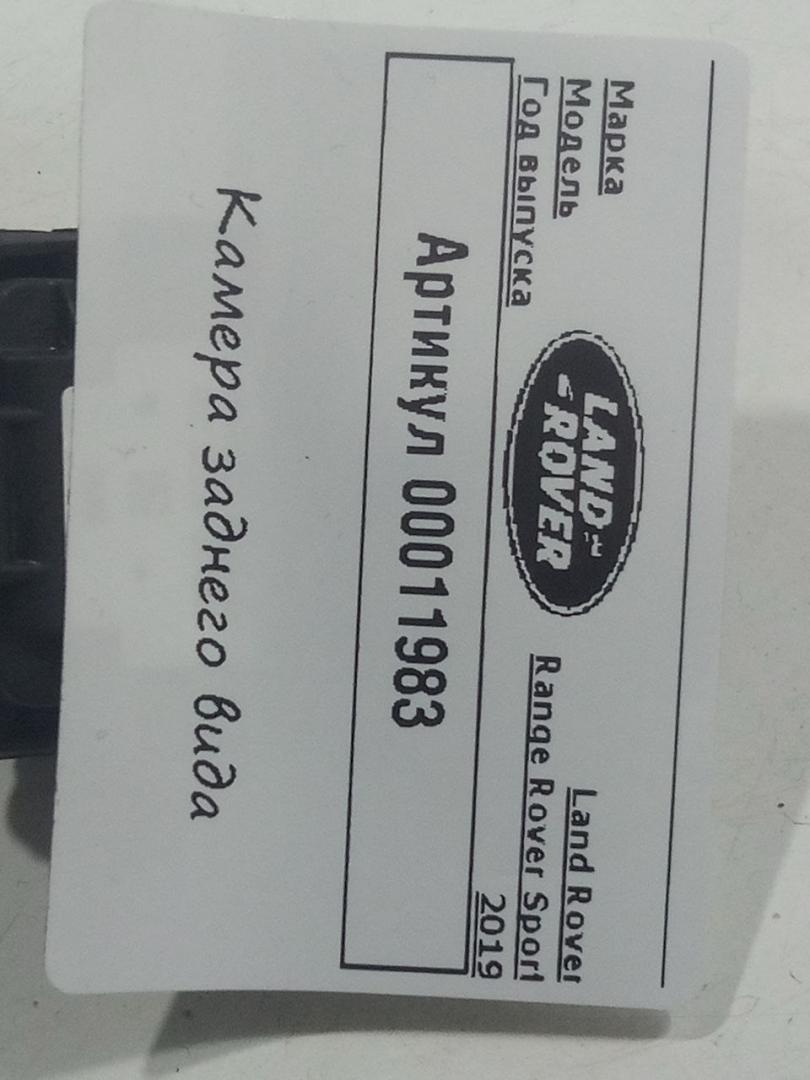 Марка
Land Rover
Модель
Range Rover Sport
Год выпуска
2019
LAND
ROVER
Артикул 00011983
Камера заднего вида